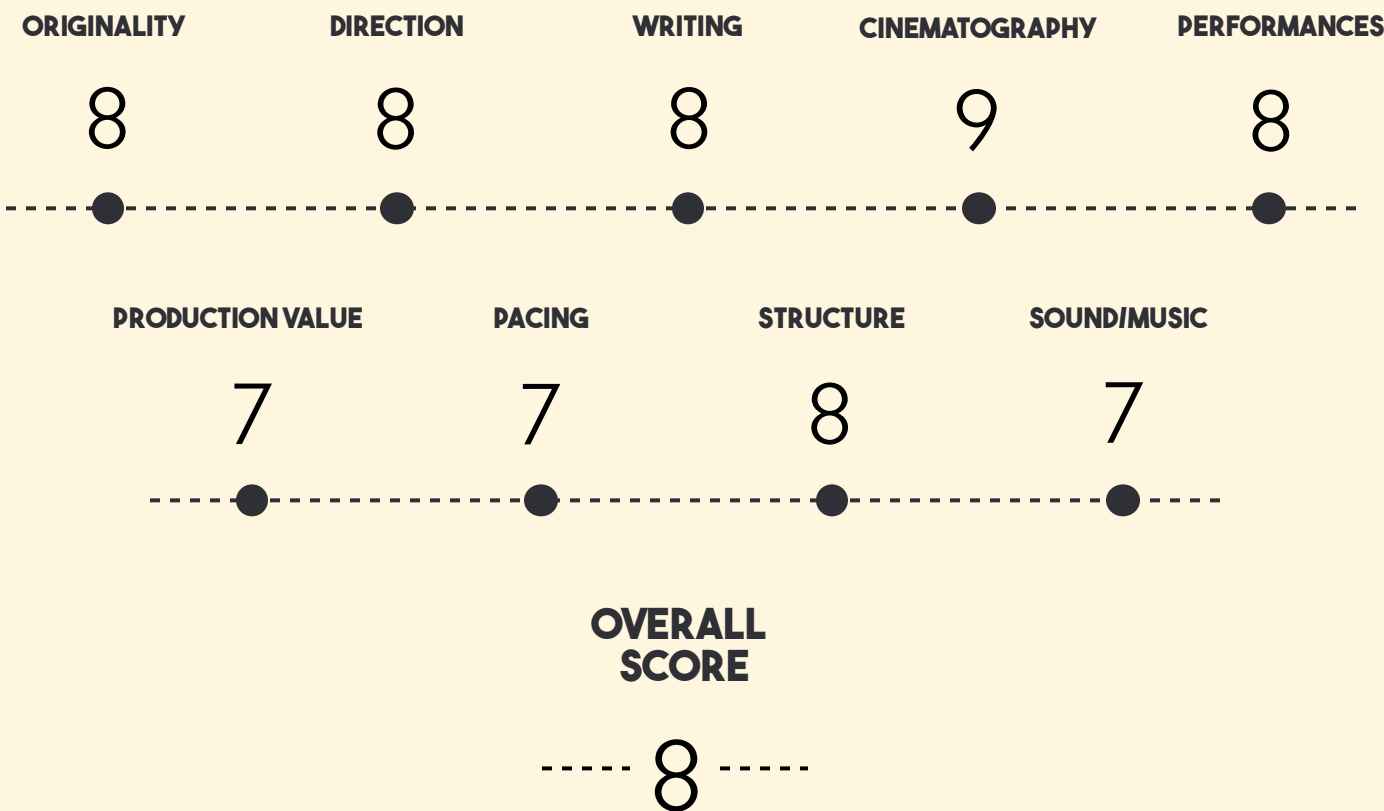 ORIGINALITY DIRECTION WRITING CINEMATOGRAPHY PERFORMANCES
8 8 8 9 8
PRODUCTION VALUE PACING STRUCTURE SOUND/MUSIC
7 7 8 7
OVERALL
SCORE
8